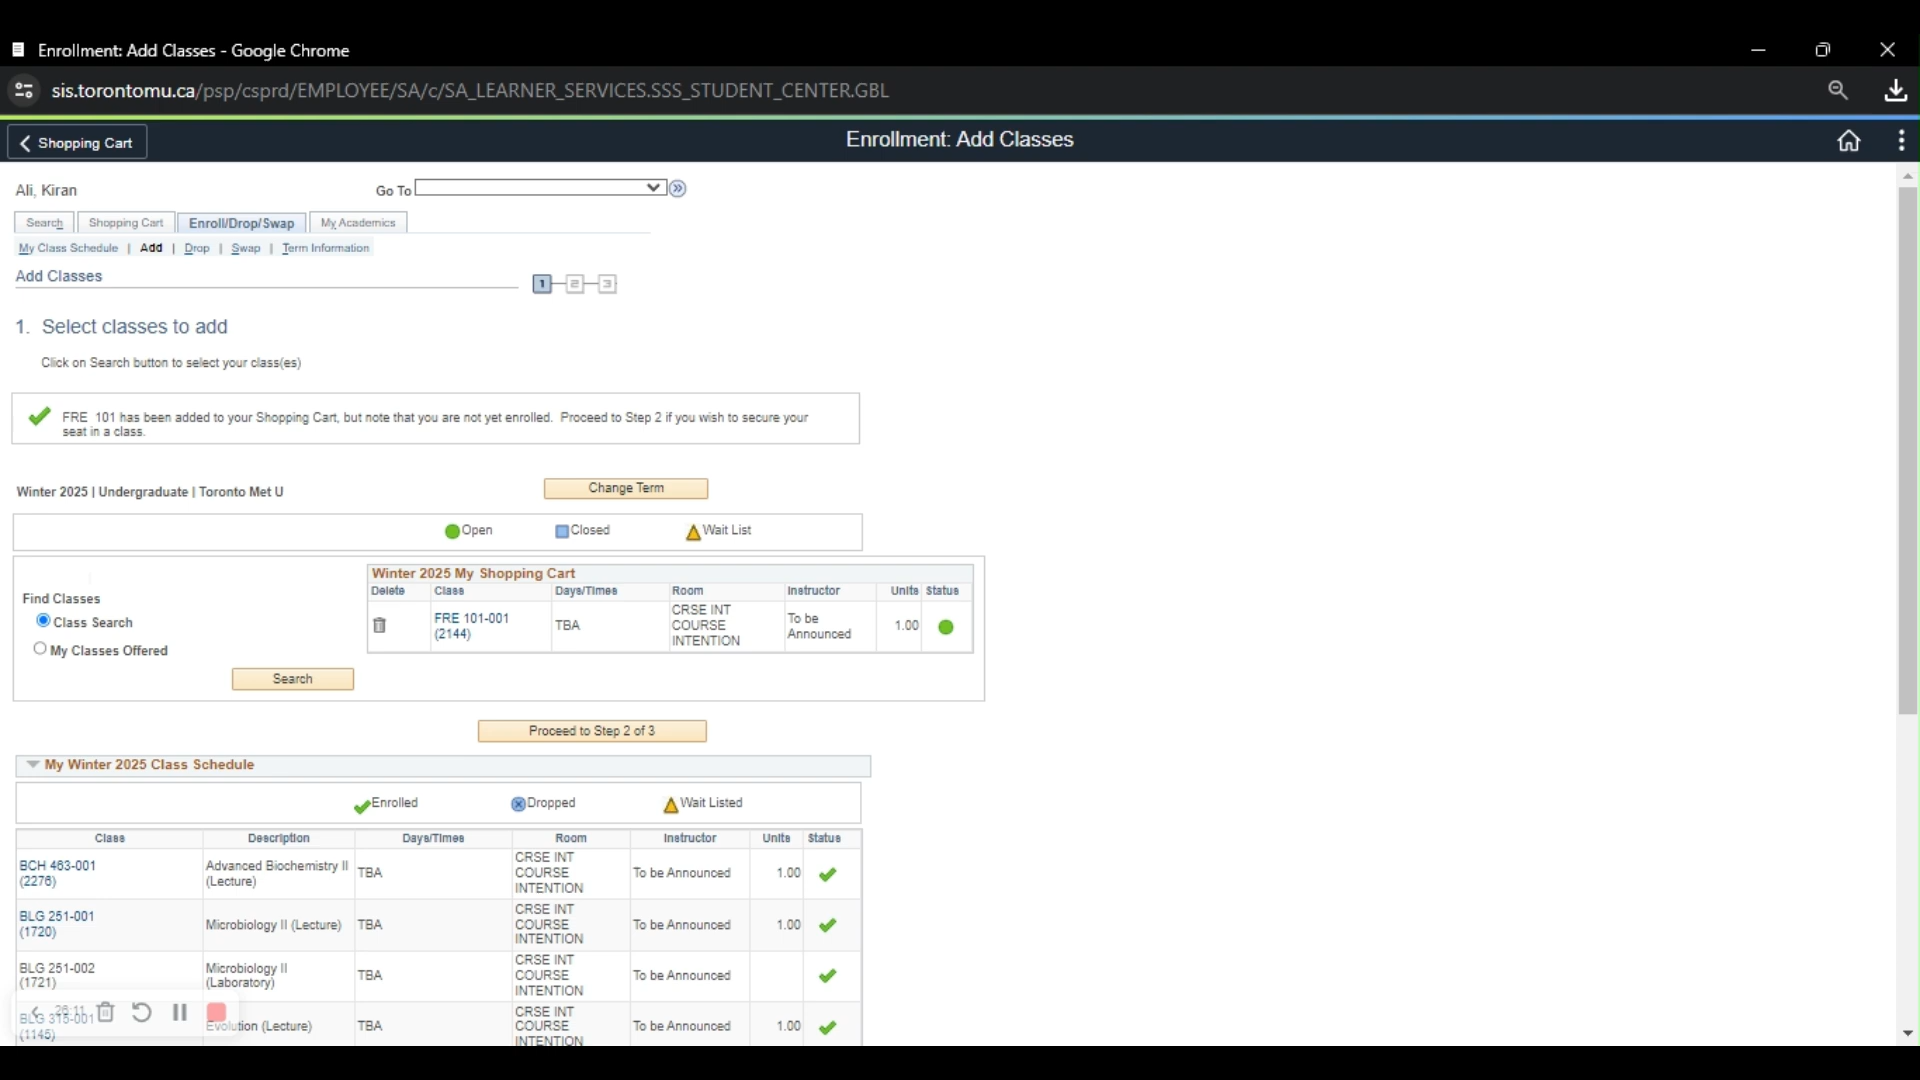 Enrollment: Add Classes - Google Chrome
sis.torontomu.ca/psp/csprd/EMPLOYEE/SA/c/SA_LEARNER_SERVICES.SSS_STUDENT_CENTER.GBL
Shopping Cart
Enrollment: Add Classes
Ali, Kiran
Go To
Search Shopping Cart Enroll/Drop/Swap My Academics
My Class Schedule | Add | Drop | Swap | Term Information
Add Classes
1 2 3
1. Select classes to add
Click on Search button to select your class(es)
FRE 101 has been added to your Shopping Cart, but note that you are not yet enrolled. Proceed to Step 2 if you wish to secure your
seat in a class.
Winter 2025 | Undergraduate | Toronto Met U
Change Term
Open Closed Wait List
Find Classes
Class Search
My Classes Offered
Search
Winter 2025 My Shopping Cart
Delete Class Days/Times Room Instructor Units Status
FRE 101-001
(2144)
TBA
CRSE INT
COURSE
INTENTION
To be
Announced
1.00
Proceed to Step 2 of 3
My Winter 2025 Class Schedule
Enrolled Dropped Wait Listed
Class Description Days/Times Room Instructor Units Status
BCH 463-001
(2276)
Advanced Biochemistry II
(Lecture)
TBA
CRSE INT
COURSE
INTENTION
To be Announced
1.00
BLG 251-001
(1720)
Microbiology II (Lecture)
TBA
CRSE INT
COURSE
INTENTION
To be Announced
1.00
BLG 251-002
(1721)
Microbiology II
(Laboratory)
TBA
CRSE INT
COURSE
INTENTION
To be Announced
BLG 315-001
(1145)
Evolution (Lecture)
TBA
CRSE INT
COURSE
INTENTION
To be Announced
1.00
26:11